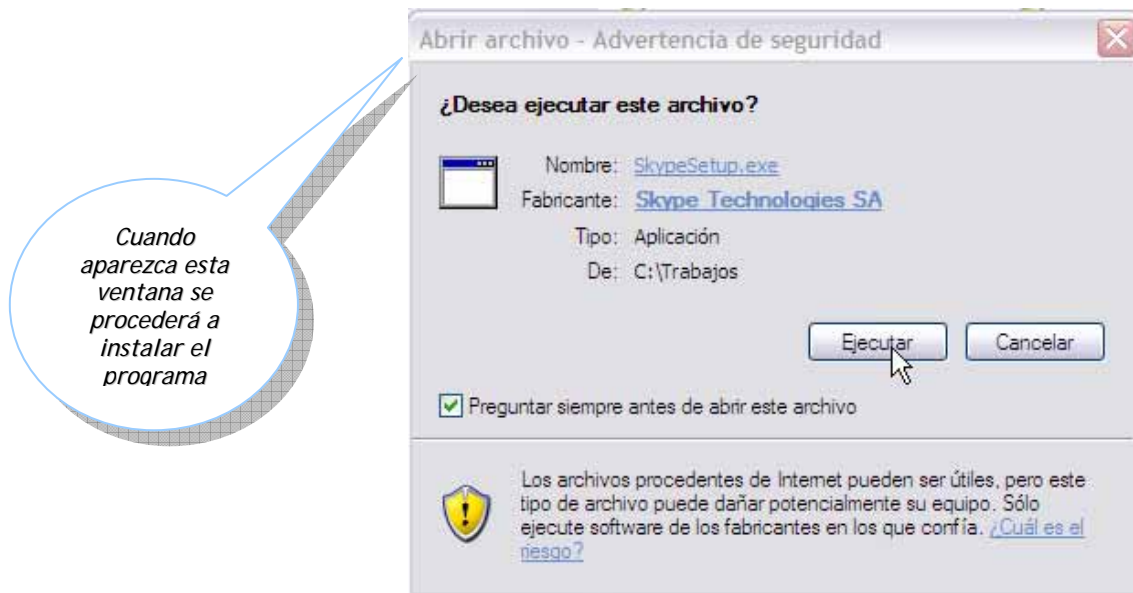 Abrir archivo - Advertencia de seguridad
¿Desea ejecutar este archivo?
Nombre: SkypeSetup.exe
Fabricante: Skype Technologies SA
Tipo: Aplicación
De: C:\Trabajos
Ejecutar Cancelar
Preguntar siempre antes de abrir este archivo
Los archivos procedentes de Internet pueden ser útiles, pero este
tipo de archivo puede dañar potencialmente su equipo. Sólo
ejecute software de los fabricantes en los que confía. ¿Cuál es el
riesgo?
Cuando
aparezca esta
ventana se
procederá a
instalar el
programa